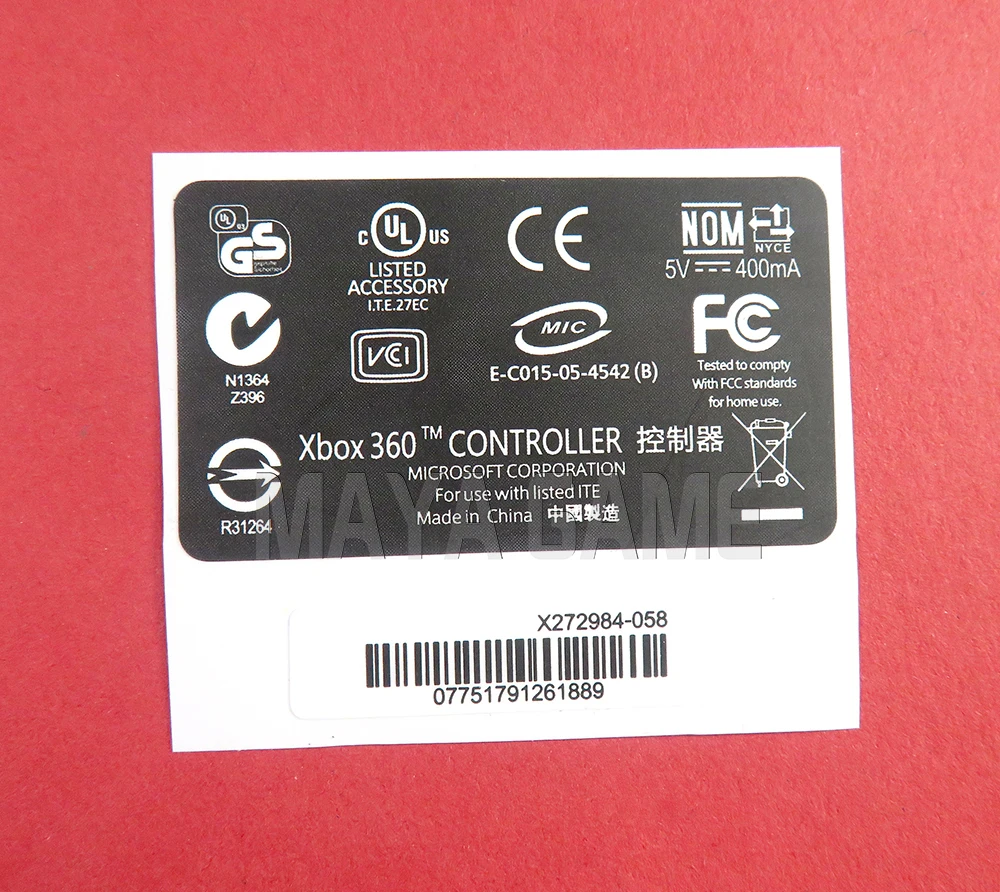 UL
GS
C UL US
LISTED
ACCESSORY
I.T.E.27EC
CE
NOM
NYCE
5V 400mA
N1364
Z396
VCI
MIC
E-C015-05-4542 (B)
FC
Tested to compty
With FCC standards
for home use.
R31264
Xbox 360 ™ CONTROLLER 控制器
MICROSOFT CORPORATION
For use with listed ITE
Made in China 中國製造
MAYA GAME
X272984-058
07751791261889